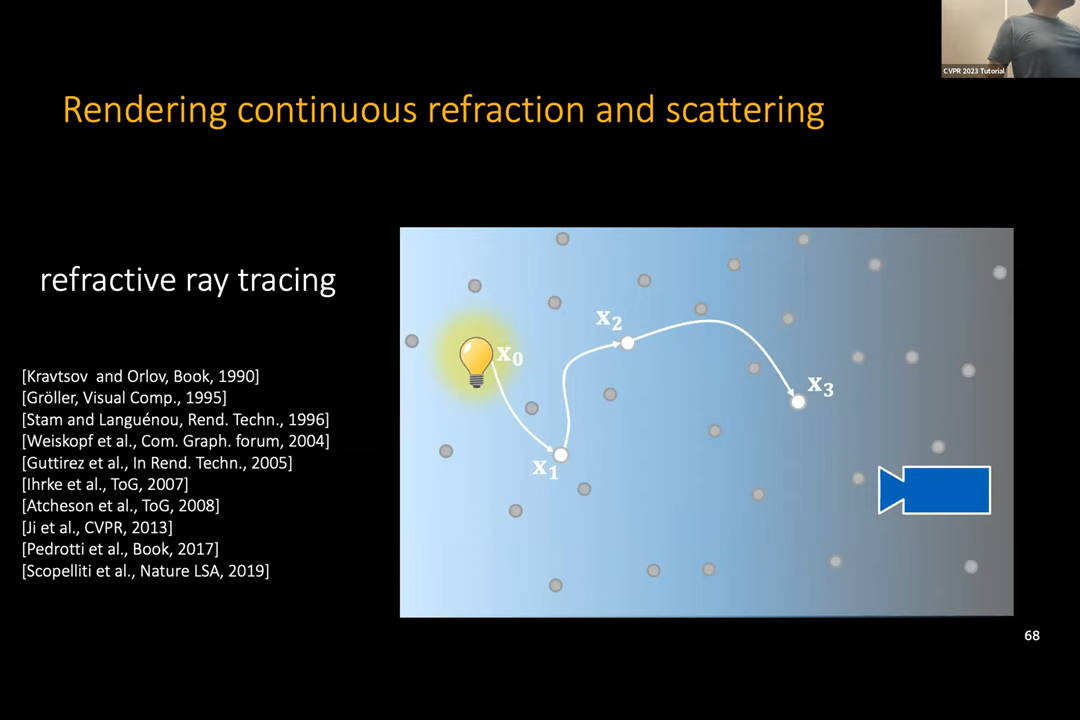 CVPR 2023 Tutorial
Rendering continuous refraction and scattering
refractive ray tracing
[Kravtsov and Orlov, Book, 1990]
[Gröller, Visual Comp., 1995]
[Stam and Languénou, Rend. Techn., 1996]
[Weiskopf et al., Com. Graph. forum, 2004]
[Guttirez et al., In Rend. Techn., 2005]
[Ihrke et al., ToG, 2007]
[Atcheson et al., ToG, 2008]
[Ji et al., CVPR, 2013]
[Pedrotti et al., Book, 2017]
[Scopelliti et al., Nature LSA, 2019]
x₀
x₁
x₂
x₃
68